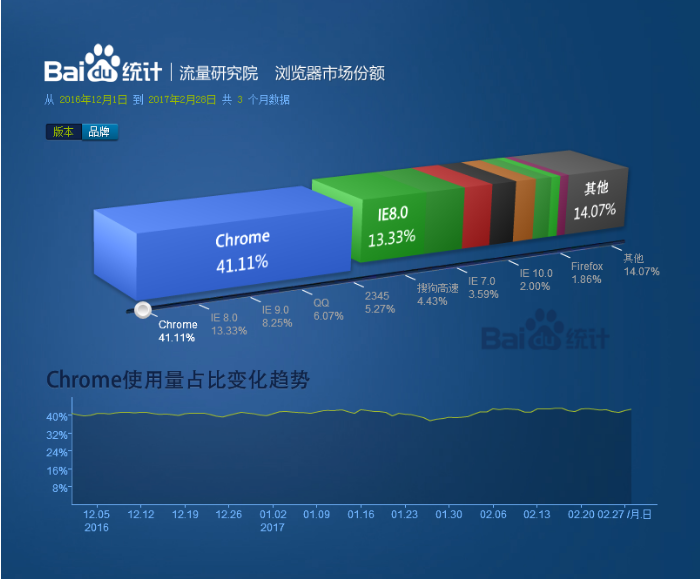 Baidu统计 流量研究院 浏览器市场份额
从 2016年12月1日 到 2017年2月28日 共 3 个月数据
版本 品牌
其他
14.07%
IE8.0
13.33%
Chrome
41.11%
Chrome
41.11%
IE 8.0
13.33%
IE 9.0
8.25%
QQ
6.07%
2345
5.27%
搜狗高速
4.43%
IE 7.0
3.59%
IE 10.0
2.00%
Firefox
1.86%
其他
14.07%
Baidu统计
Chrome使用量占比变化趋势
40%
32%
24%
16%
8%
12.05 12.12 12.19 12.26 01.02 01.09 01.16 01.23 01.30 02.06 02.13 02.20 02.27 /月.日
2016 2017